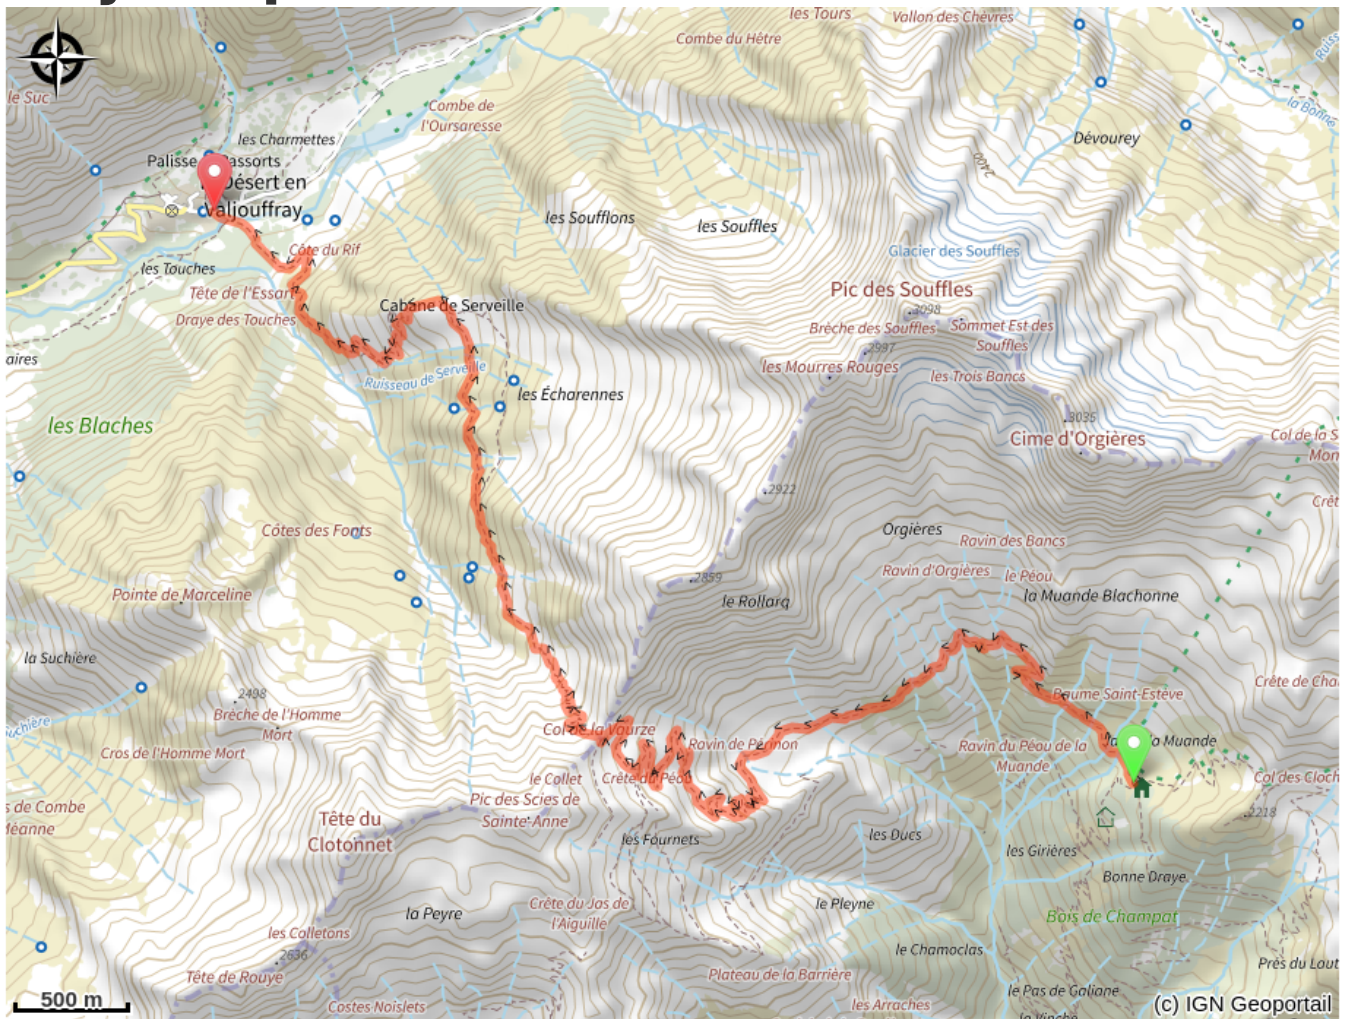 les Tours
Vallon des Chèvres
Combe du Hêtre
le Suc
Combe de
l'Oursaresse
la Bonne
les Charmettes
Dévourey
Palisse
assorts
Désert en
Valjouffray
2400
les Soufflons
les Souffles
Côte du Rif
Glacier des Souffles
les Touches
Tête de l'Essart
Pic des Souffles
Cabane de Serveille
Draye des Touches
3098
Brèche des Souffles
Sommet Est des
Souffles
2997
aires
les Mourres Rouges
les Trois Bancs
Ruisseau de Serveille
les Écharennes
les Blaches
3035
Cime d'Orgières
Col de la S
Mon
2922
Côtes des Fonts
Orgières
Ravin des Bancs
Ravin d'Orgières
le Péou
2859
Pointe de Marceline
le Rollarq
la Muande Blachonne
la Suchière
Crête de Cha
Baume Saint-Estève
2498
Brèche de l'Homme
Mort
Cros de l'Homme Mort
Col de la Vaurze
Ravin de Périnon
la Muande
Ravin du Péou de la
Muande
le Collet
Crête du Péou
Col des Cloch
Pic des Scies de
Sainte-Anne
s de Combe
Méanne
2218
Tête du
Clotonnet
les Fournets
les Ducs
les Girières
Bonne Draye
la Peyre
Crête du Jas de
l'Aiguille
le Pleyne
Bois de Champat
les Colletons
2636
le Chamoclas
Tête de Rouye
Plateau de la Barrière
Près du Laut
le Pas de Galiane
500 m
Costes Noislets
les Arraches
(c) IGN Geoportail